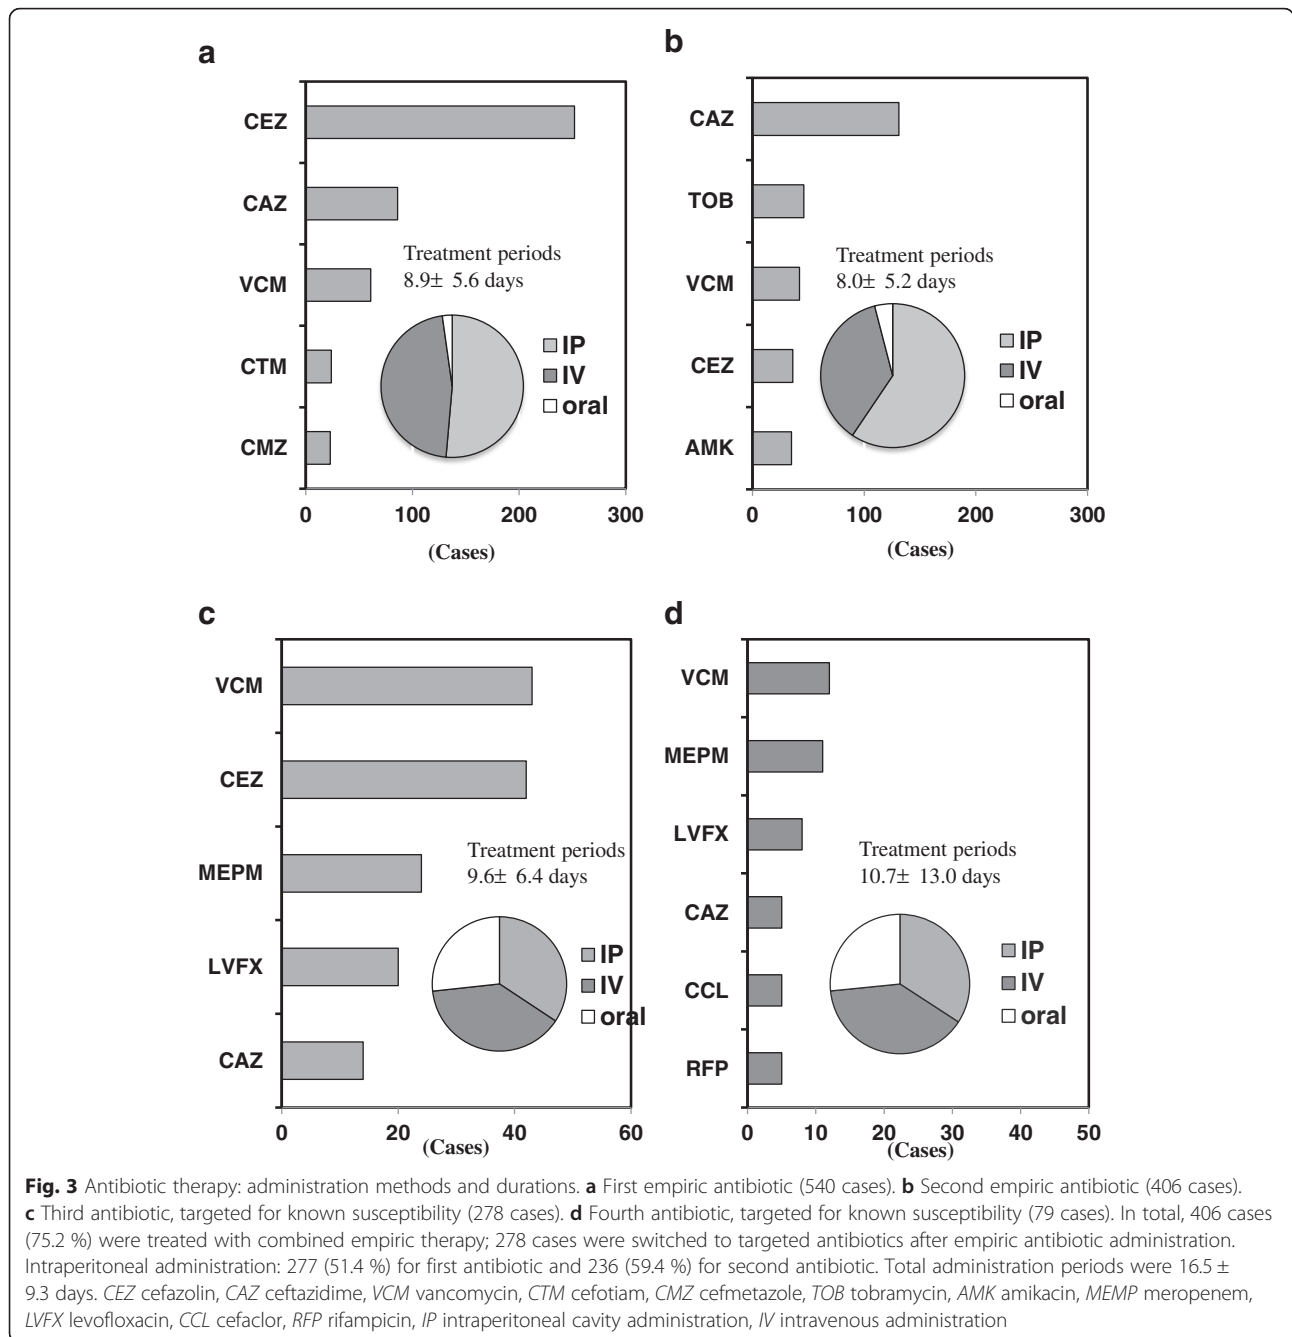 a
CEZ
CAZ
VCM
CTM
CMZ
Treatment periods
8.9± 5.6 days
IP
IV
oral
0 100 200 300
(Cases)
b
CAZ
TOB
VCM
CEZ
AMK
Treatment periods
8.0± 5.2 days
IP
IV
oral
0 100 200 300
(Cases)
c
VCM
CEZ
MEPM
LVFX
CAZ
Treatment periods
9.6± 6.4 days
IP
IV
oral
0 20 40 60
(Cases)
d
VCM
MEPM
LVFX
CAZ
CCL
RFP
Treatment periods
10.7± 13.0 days
IP
IV
oral
0 10 20 30 40 50
(Cases)
Fig. 3 Antibiotic therapy: administration methods and durations. a First empiric antibiotic (540 cases). b Second empiric antibiotic (406 cases).
c Third antibiotic, targeted for known susceptibility (278 cases). d Fourth antibiotic, targeted for known susceptibility (79 cases). In total, 406 cases
(75.2 %) were treated with combined empiric therapy; 278 cases were switched to targeted antibiotics after empiric antibiotic administration.
Intraperitoneal administration: 277 (51.4 %) for first antibiotic and 236 (59.4 %) for second antibiotic. Total administration periods were 16.5 ±
9.3 days. CEZ cefazolin, CAZ ceftazidime, VCM vancomycin, CTM cefotiam, CMZ cefmetazole, TOB tobramycin, AMK amikacin, MEMP meropenem,
LVFX levofloxacin, CCL cefaclor, RFP rifampicin, IP intraperitoneal cavity administration, IV intravenous administration